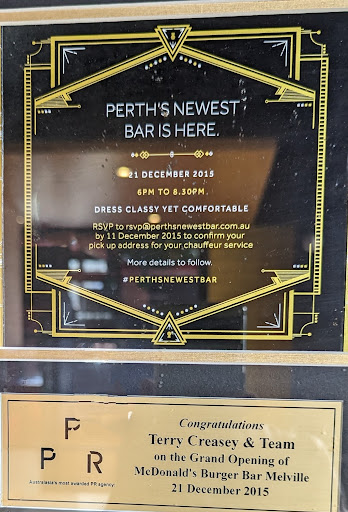 PERTH'S NEWEST
BAR IS HERE.
21 DECEMBER 2015
6PM TO 8.30PM
DRESS CLASSY YET COMFORTABLE
RSVP to rsvp@perthsnewestbar.com.au
by 11 December 2015 to confirm your
pick up address for your chauffeur service
More details to follow.
#PERTHSNEWESTBAR
P
P R
Australasia's most awarded PR agency
Congratulations
Terry Creasey & Team
on the Grand Opening of
McDonald's Burger Bar Melville
21 December 2015